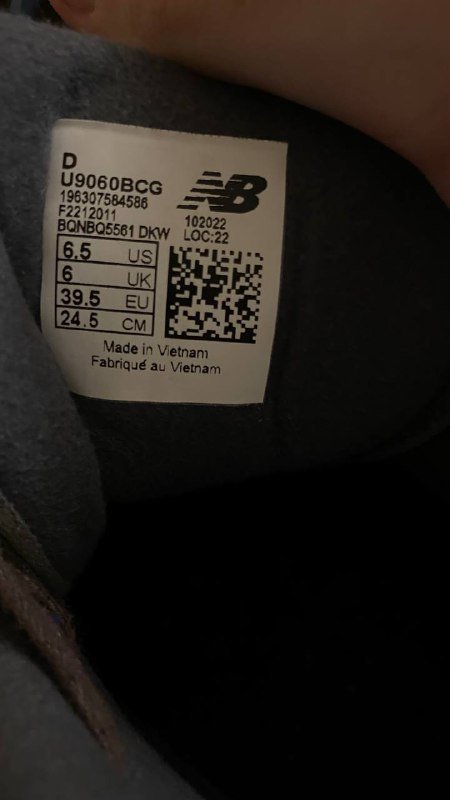 D
U9060BCG
196307584586
F2212011
BQNBQ5561 DKW
NB
102022
LOC:22
6.5 US
6 UK
39.5 EU
24.5 CM
Made in Vietnam
Fabriqué au Vietnam